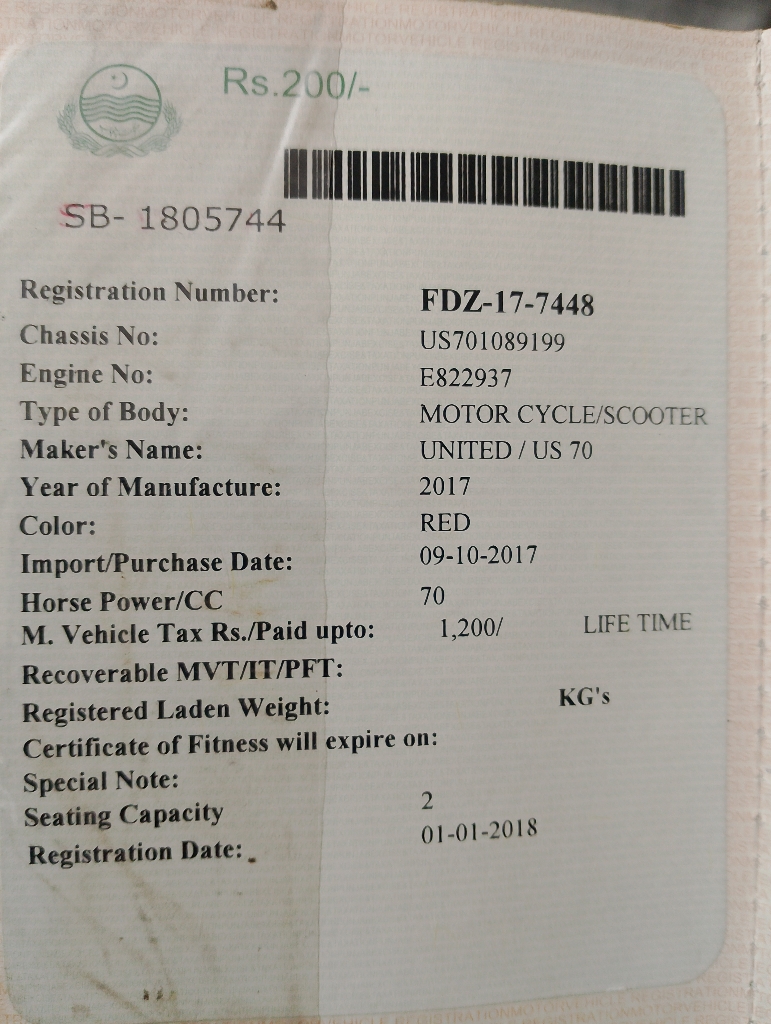 Rs.200/-
SB- 1805744
Registration Number: FDZ-17-7448
Chassis No: US701089199
Engine No: E822937
Type of Body: MOTOR CYCLE/SCOOTER
Maker's Name: UNITED / US 70
Year of Manufacture: 2017
Color: RED
Import/Purchase Date: 09-10-2017
Horse Power/CC 70
M. Vehicle Tax Rs./Paid upto: 1,200/ LIFE TIME
Recoverable MVT/IT/PFT:
Registered Laden Weight: KG's
Certificate of Fitness will expire on:
Special Note:
Seating Capacity 2
Registration Date: 01-01-2018